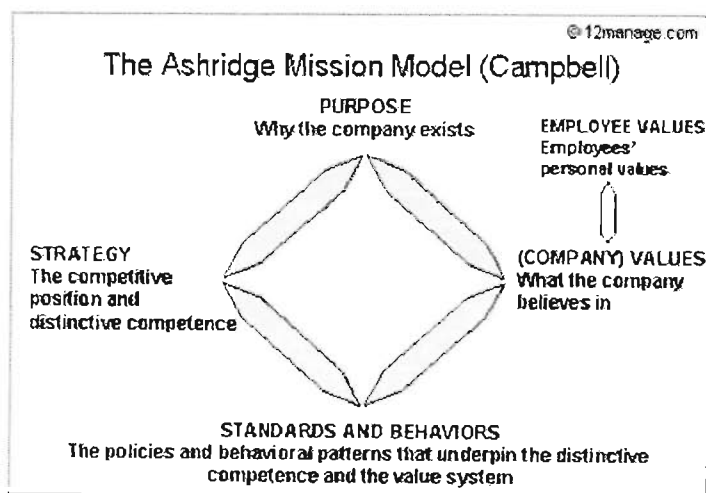 © 12manage.com
The Ashridge Mission Model (Campbell)
PURPOSE
Why the company exists
EMPLOYEE VALUES
Employees'
personal values
STRATEGY
The competitive
position and
distinctive competence
(COMPANY) VALUES
What the company
believes in
STANDARDS AND BEHAVIORS
The policies and behavioral patterns that underpin the distinctive
competence and the value system